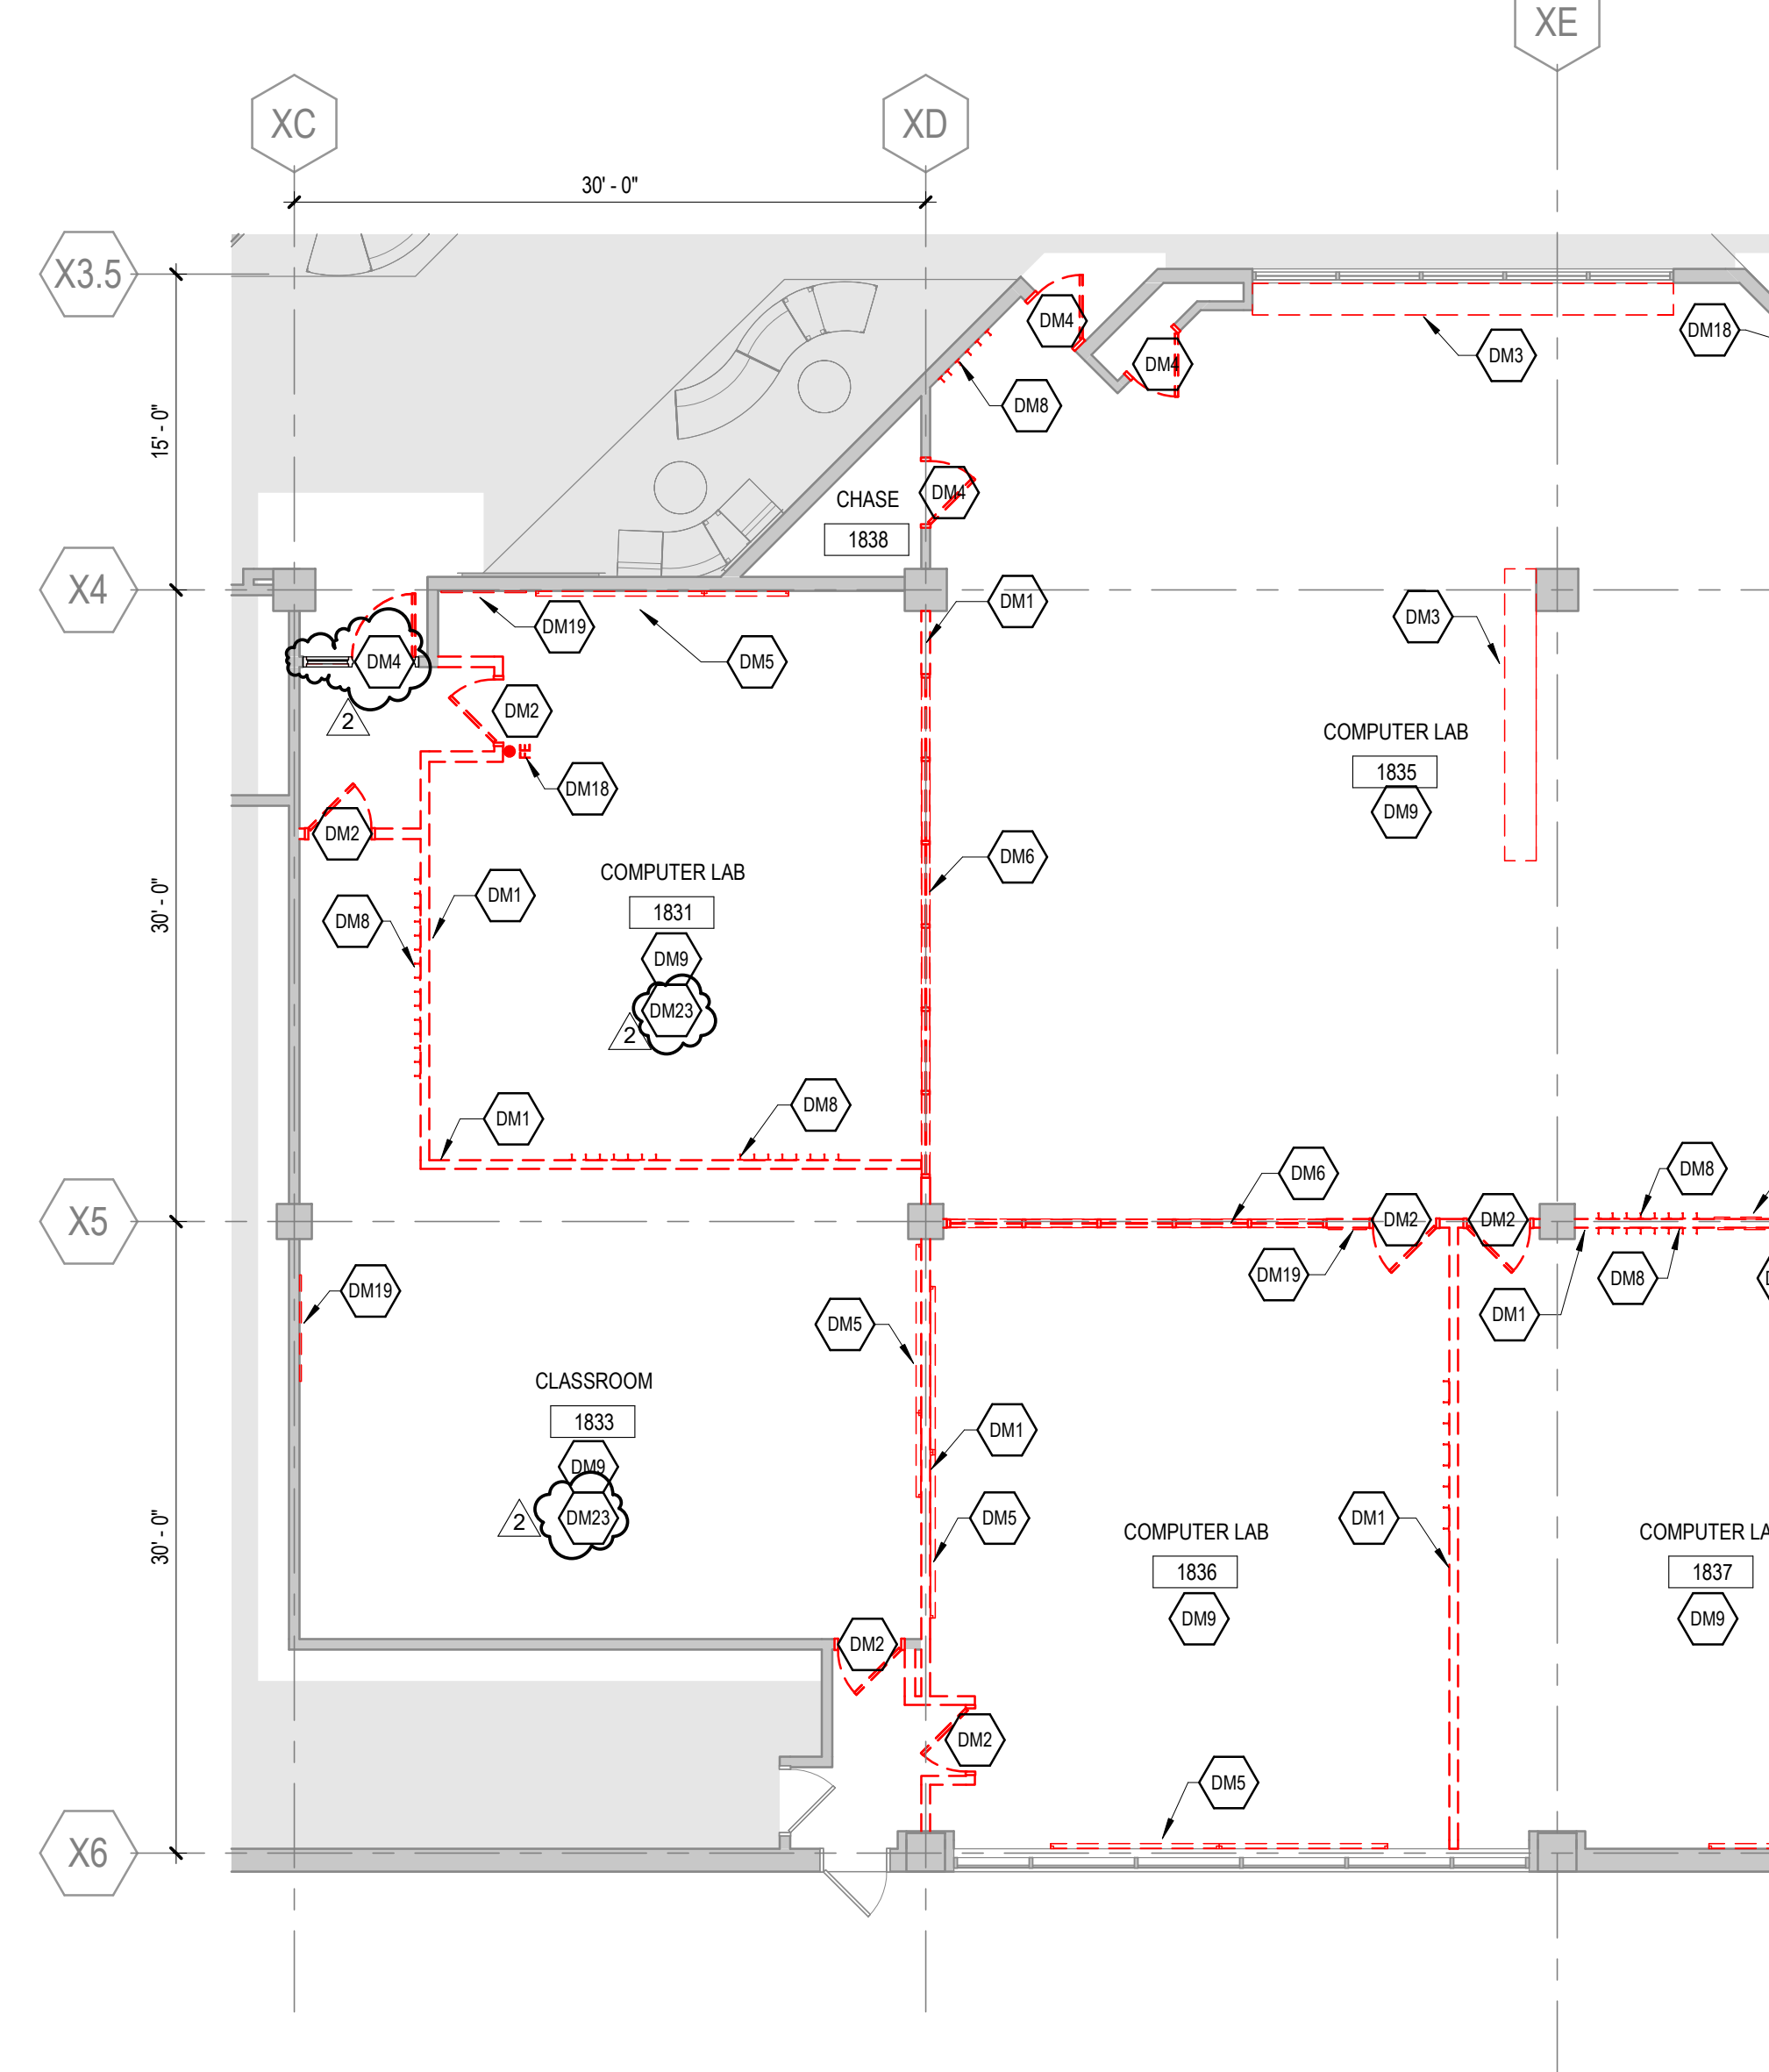 XE
XC
XD
30' - 0"
X3.5
DM4
DM18
DM3
DM4
DM8
15' - 0"
CHASE
DM4
1838
X4
DM1
DM3
DM19
DM4
DM5
DM2
2
COMPUTER LAB
1835
DM18
DM9
DM2
DM6
COMPUTER LAB
DM1
1831
30' - 0"
DM8
DM9
DM23
2
DM8
DM1
DM8
DM6
X5
DM2
DM2
DM19
DM8
DM19
DM1
DM5
CLASSROOM
1833
DM1
DM9
DM23
2
DM5
DM1
COMPUTER LAB
COMPUTER
30' - 0"
1836
1837
DM9
DM9
DM2
DM2
DM5
X6